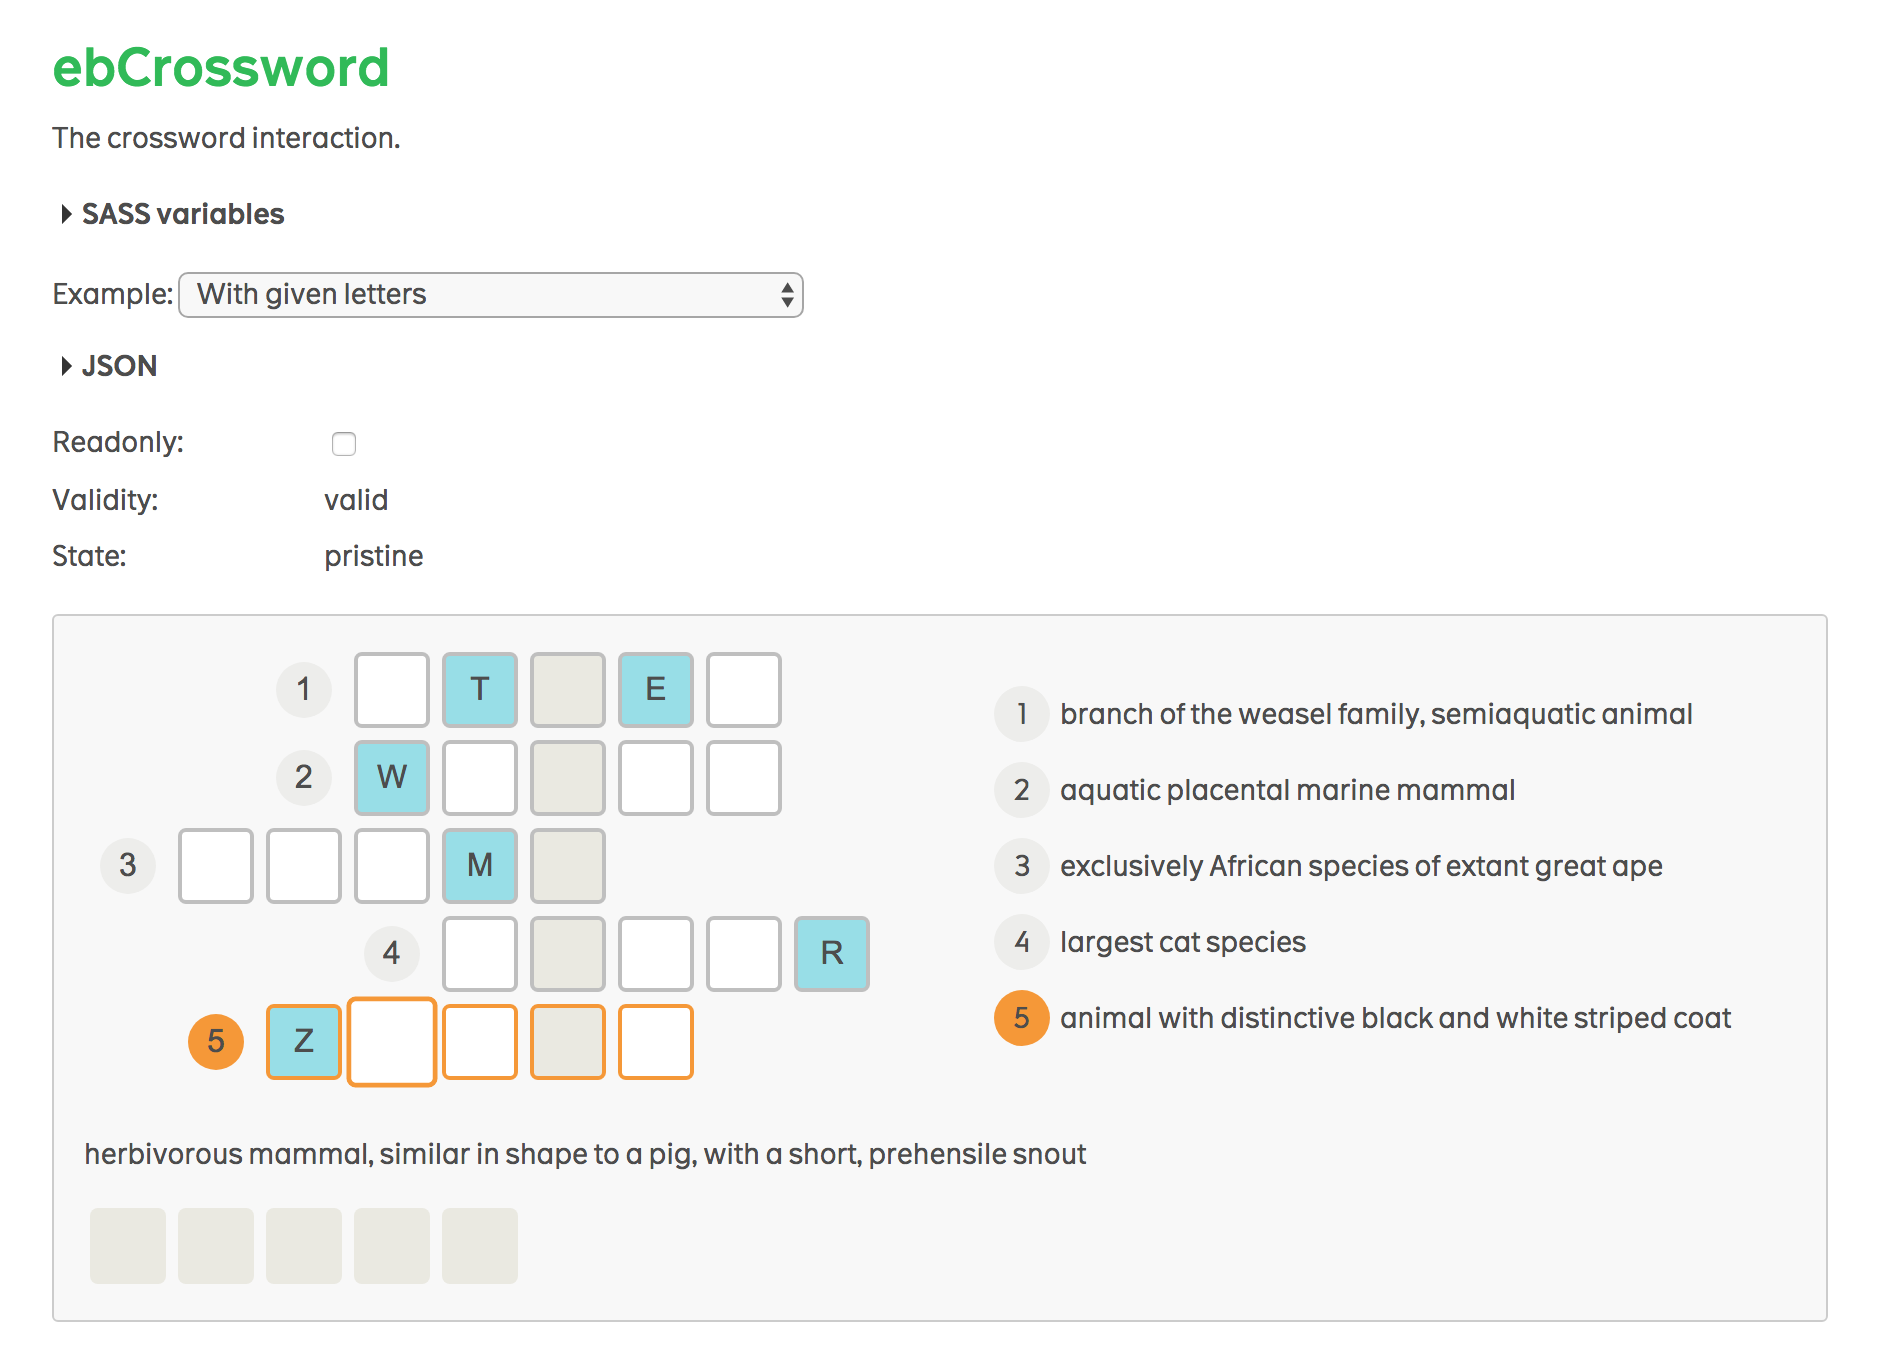 ebCrossword
The crossword interaction.
SASS variables
Example: With given letters
JSON
Readonly:
Validity: valid
State: pristine
1 T E
2 W
3 M
4 R
5 Z
1 branch of the weasel family, semiaquatic animal
2 aquatic placental marine mammal
3 exclusively African species of extant great ape
4 largest cat species
5 animal with distinctive black and white striped coat
herbivorous mammal, similar in shape to a pig, with a short, prehensile snout